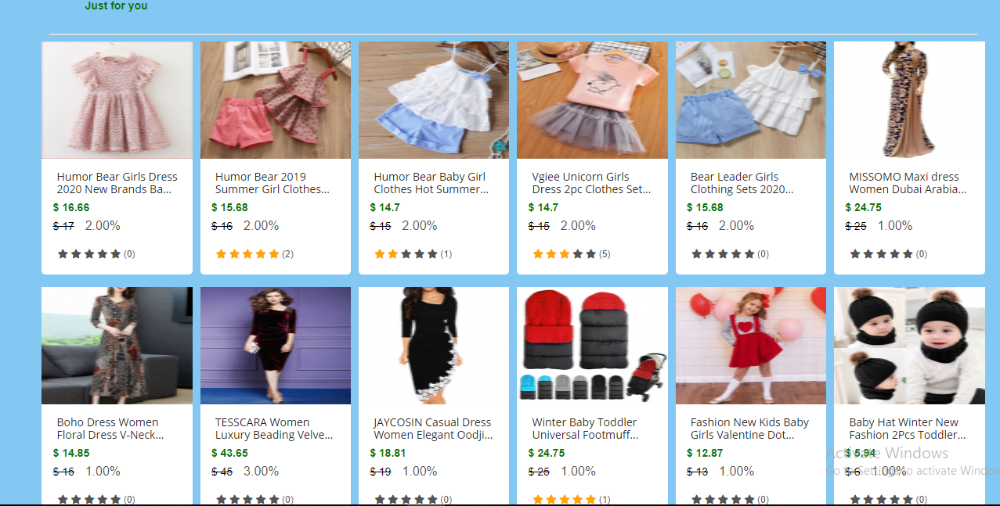 Just for you
Humor Bear Girls Dress
2020 New Brands Ba...
$ 16.66
$ 17 2.00%
(0)
Humor Bear 2019
Summer Girl Clothes...
$ 15.68
$ 16 2.00%
(2)
Humor Bear Baby Girl
Clothes Hot Summer...
$ 14.7
$ 15 2.00%
(1)
Vgiee Unicorn Girls
Dress 2pc Clothes Set...
$ 14.7
$ 15 2.00%
(5)
Bear Leader Girls
Clothing Sets 2020...
$ 15.68
$ 16 2.00%
(0)
MISSOMO Maxi dress
Women Dubai Arabia...
$ 24.75
$ 25 1.00%
(0)
Boho Dress Women
Floral Dress V-Neck...
$ 14.85
$ 15 1.00%
(0)
TESSCARA Women
Luxury Beading Velve...
$ 43.65
$ 45 3.00%
(0)
JAYCOSIN Casual Dress
Women Elegant Oodji...
$ 18.81
$ 19 1.00%
(0)
Winter Baby Toddler
Universal Footmuff...
$ 24.75
$ 25 1.00%
(1)
Fashion New Kids Baby
Girls Valentine Dot...
$ 12.87
$ 13 1.00%
(0)
Baby Hat Winter New
Fashion 2Pcs Toddler...
$ 5.94
$ 6 1.00%
(0)
Activate Windows
Go to Settings to activate Window